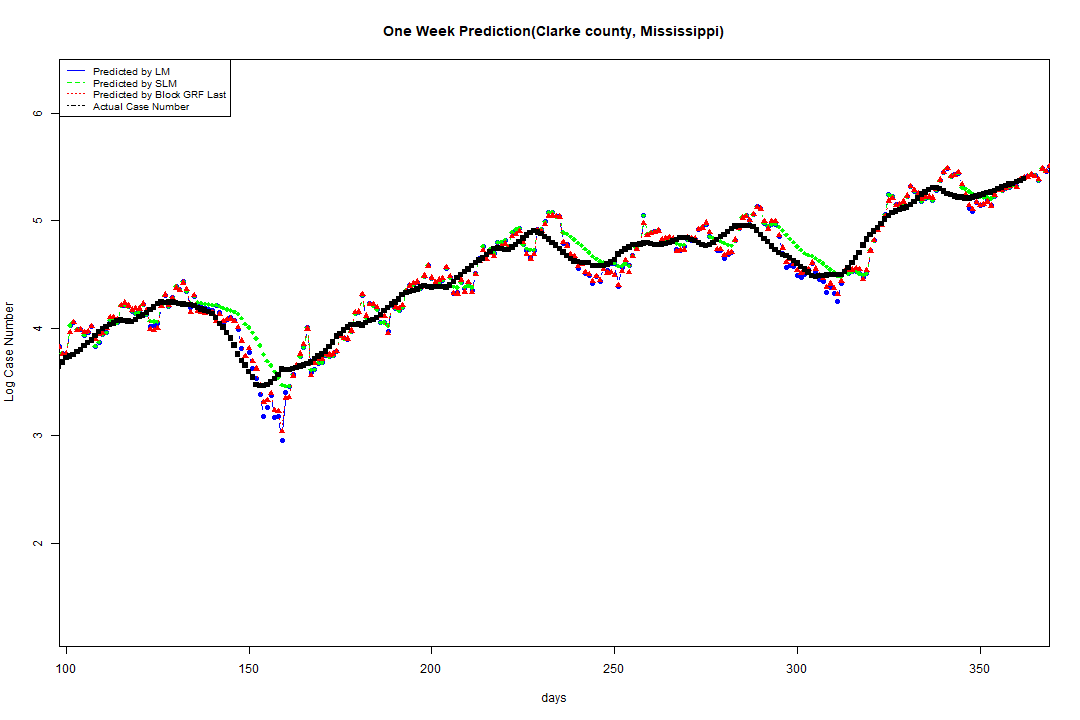 One Week Prediction(Clarke county, Mississippi)
Predicted by LM
Predicted by SLM
Predicted by Block GRF Last
Actual Case Number
6
5
4
3
2
Log Case Number
100 150 200 250 300 350
days